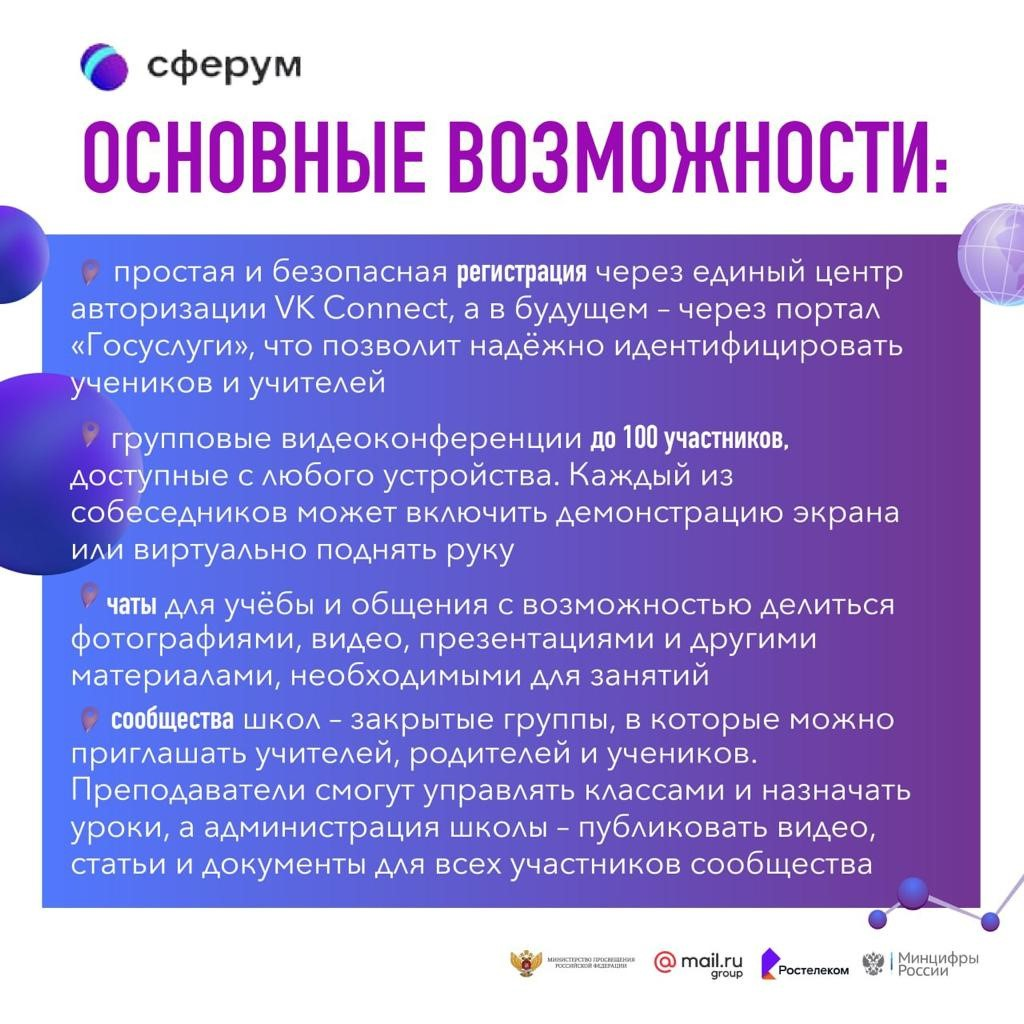 сферум
ОСНОВНЫЕ ВОЗМОЖНОСТИ:
простая и безопасная регистрация через единый центр
авторизации VK Connect, а в будущем – через портал
«Госуслуги», что позволит надёжно идентифицировать
учеников и учителей
групповые видеоконференции до 100 участников,
доступные с любого устройства. Каждый из
собеседников может включить демонстрацию экрана
или виртуально поднять руку
чаты для учёбы и общения с возможностью делиться
фотографиями, видео, презентациями и другими
материалами, необходимыми для занятий
сообщества школ – закрытые группы, в которые можно
приглашать учителей, родителей и учеников.
Преподаватели смогут управлять классами и назначать
уроки, а администрация школы – публиковать видео,
статьи и документы для всех участников сообщества
МИНИСТЕРСТВО ПРОСВЕЩЕНИЯ
РОССИЙСКОЙ ФЕДЕРАЦИИ
@mail.ru
group
Ростелеком
Минцифры
России